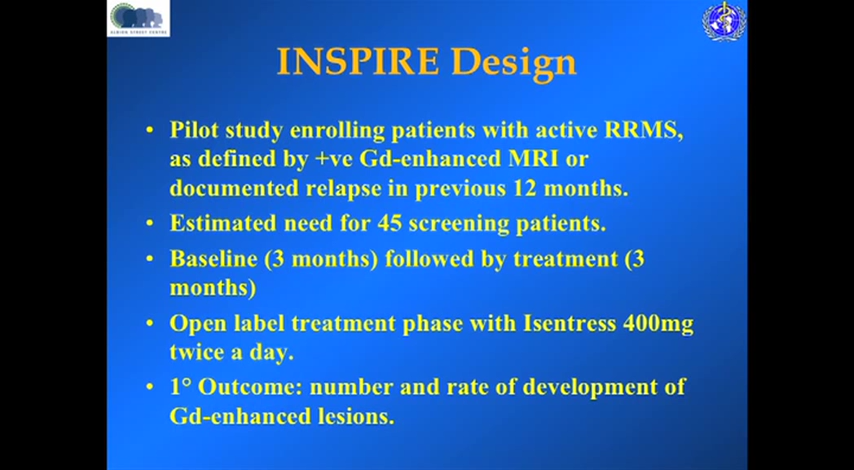 ALBION STREET CENTRE
INSPIRE Design
• Pilot study enrolling patients with active RRMS,
as defined by +ve Gd-enhanced MRI or
documented relapse in previous 12 months.
• Estimated need for 45 screening patients.
• Baseline (3 months) followed by treatment (3
months)
• Open label treatment phase with Isentress 400mg
twice a day.
• 1° Outcome: number and rate of development of
Gd-enhanced lesions.